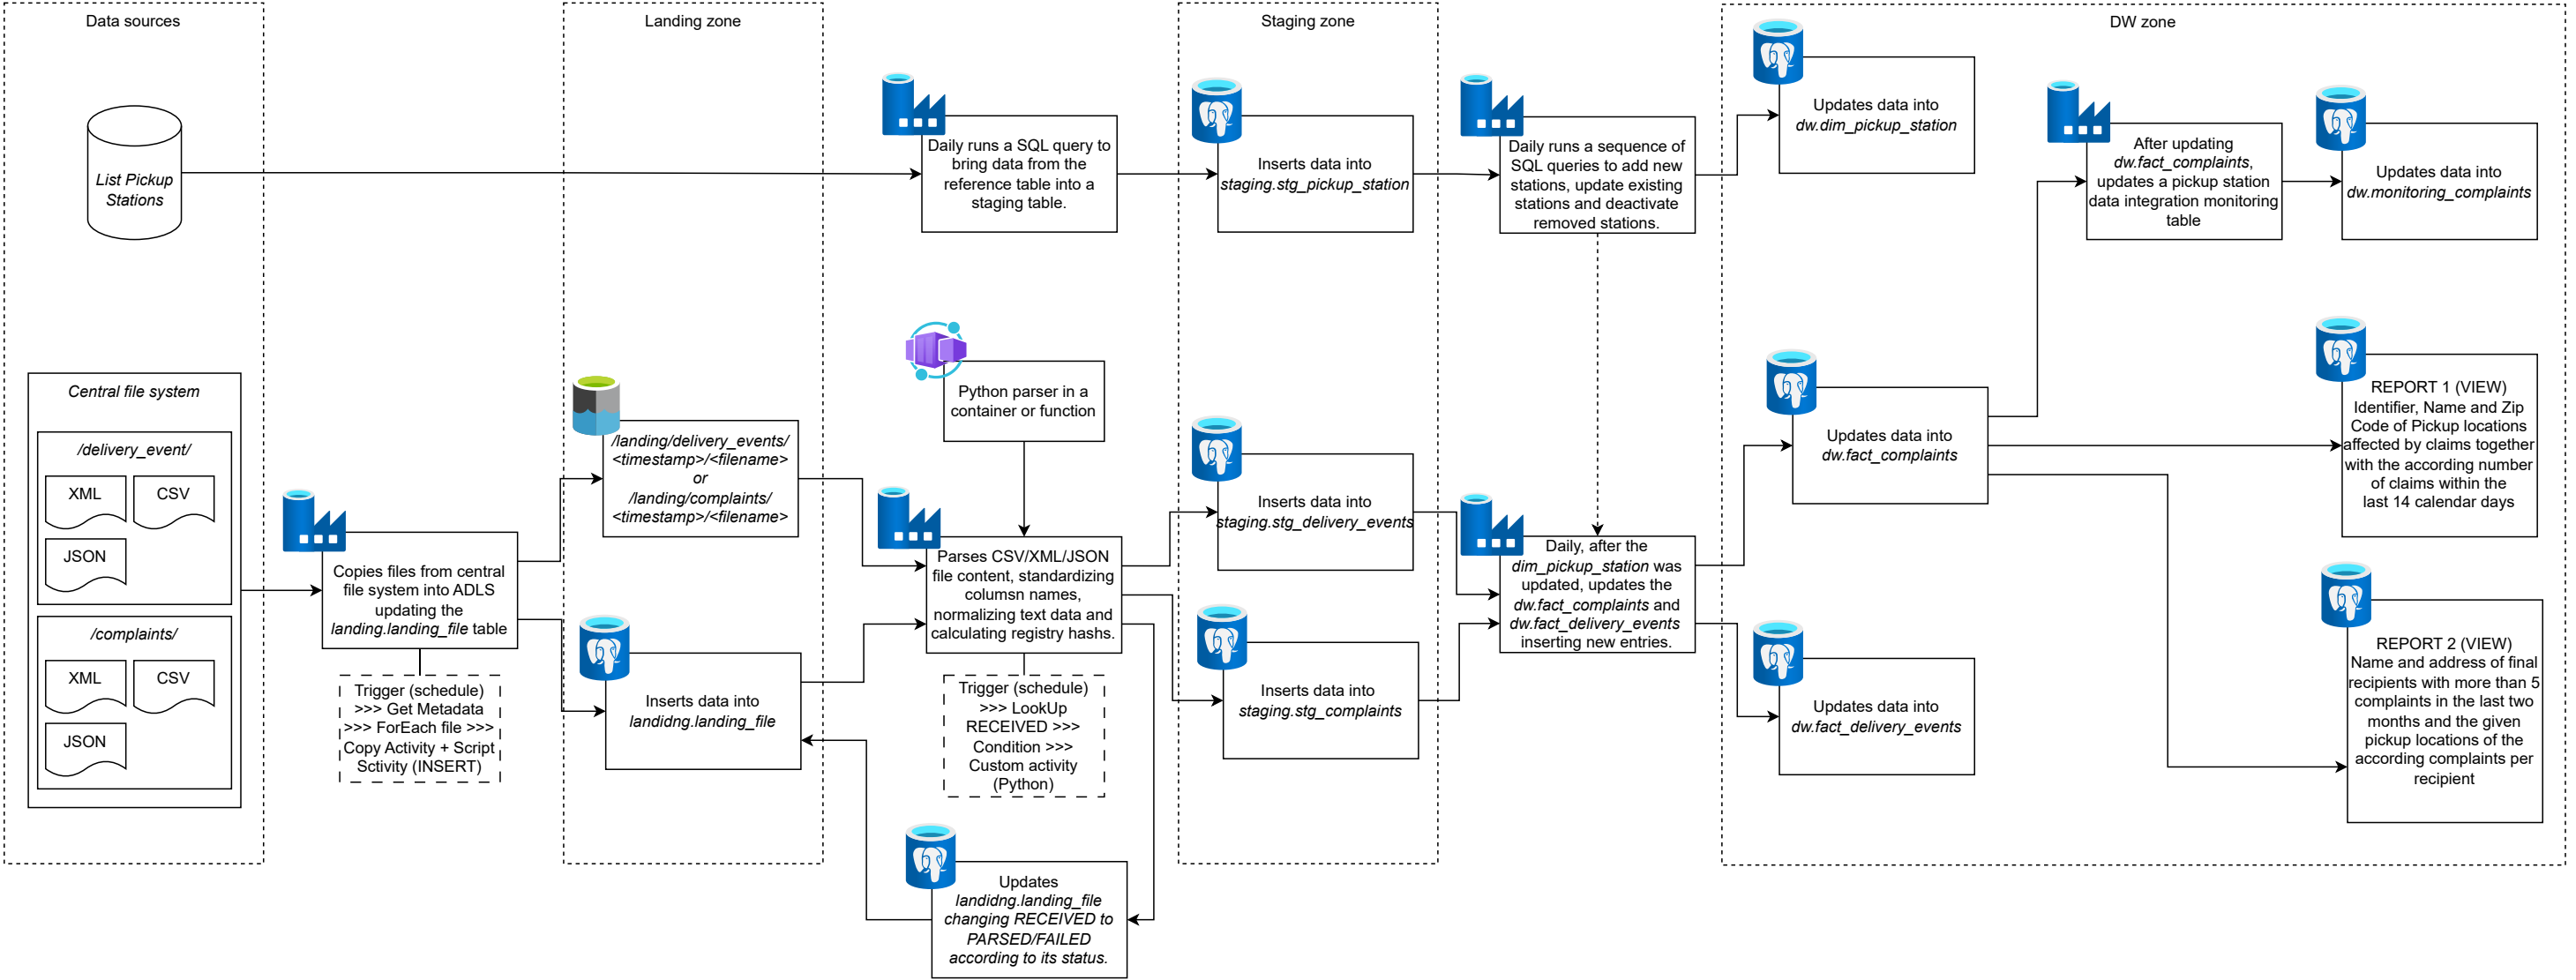 Data sources
Landing zone
Staging zone
DW zone
List Pickup
Stations
Daily runs a SQL query to
bring data from the
reference table into a
staging table.
Inserts data into
staging.stg_pickup_station
Daily runs a sequence of
SQL queries to add new
stations, update existing
stations and deactivate
removed stations.
Updates data into
dw.dim_pickup_station
After updating
dw.fact_complaints,
updates a pickup station
data integration monitoring
table
Updates data into
dw.monitoring_complaints
Central file system
/delivery_event/
XML
CSV
JSON
/complaints/
XML
CSV
JSON
Copies files from central
file system into ADLS
updating the
landing.landing_file table
Trigger (schedule)
>>> Get Metadata
>>> ForEach file >>>
Copy Activity + Script
Sctivity (INSERT)
/landing/delivery_events/
<timestamp>/<filename>
or
/landing/complaints/
<timestamp>/<filename>
Inserts data into
landidng.landing_file
Python parser in a
container or function
Parses CSV/XML/JSON
file content, standardizing
columsn names,
normalizing text data and
calculating registry hashs.
Trigger (schedule)
>>> LookUp
RECEIVED >>>
Condition >>>
Custom activity
(Python)
Updates
landidng.landing_file
changing RECEIVED to
PARSED/FAILED
according to its status.
Inserts data into
staging.stg_delivery_events
Inserts data into
staging.stg_complaints
Daily, after the
dim_pickup_station was
updated, updates the
dw.fact_complaints and
dw.fact_delivery_events
inserting new entries.
Updates data into
dw.fact_complaints
Updates data into
dw.fact_delivery_events
REPORT 1 (VIEW)
Identifier, Name and Zip
Code of Pickup locations
affected by claims together
with the according number
of claims within the
last 14 calendar days
REPORT 2 (VIEW)
Name and address of final
recipients with more than 5
complaints in the last two
months and the given
pickup locations of the
according complaints per
recipient